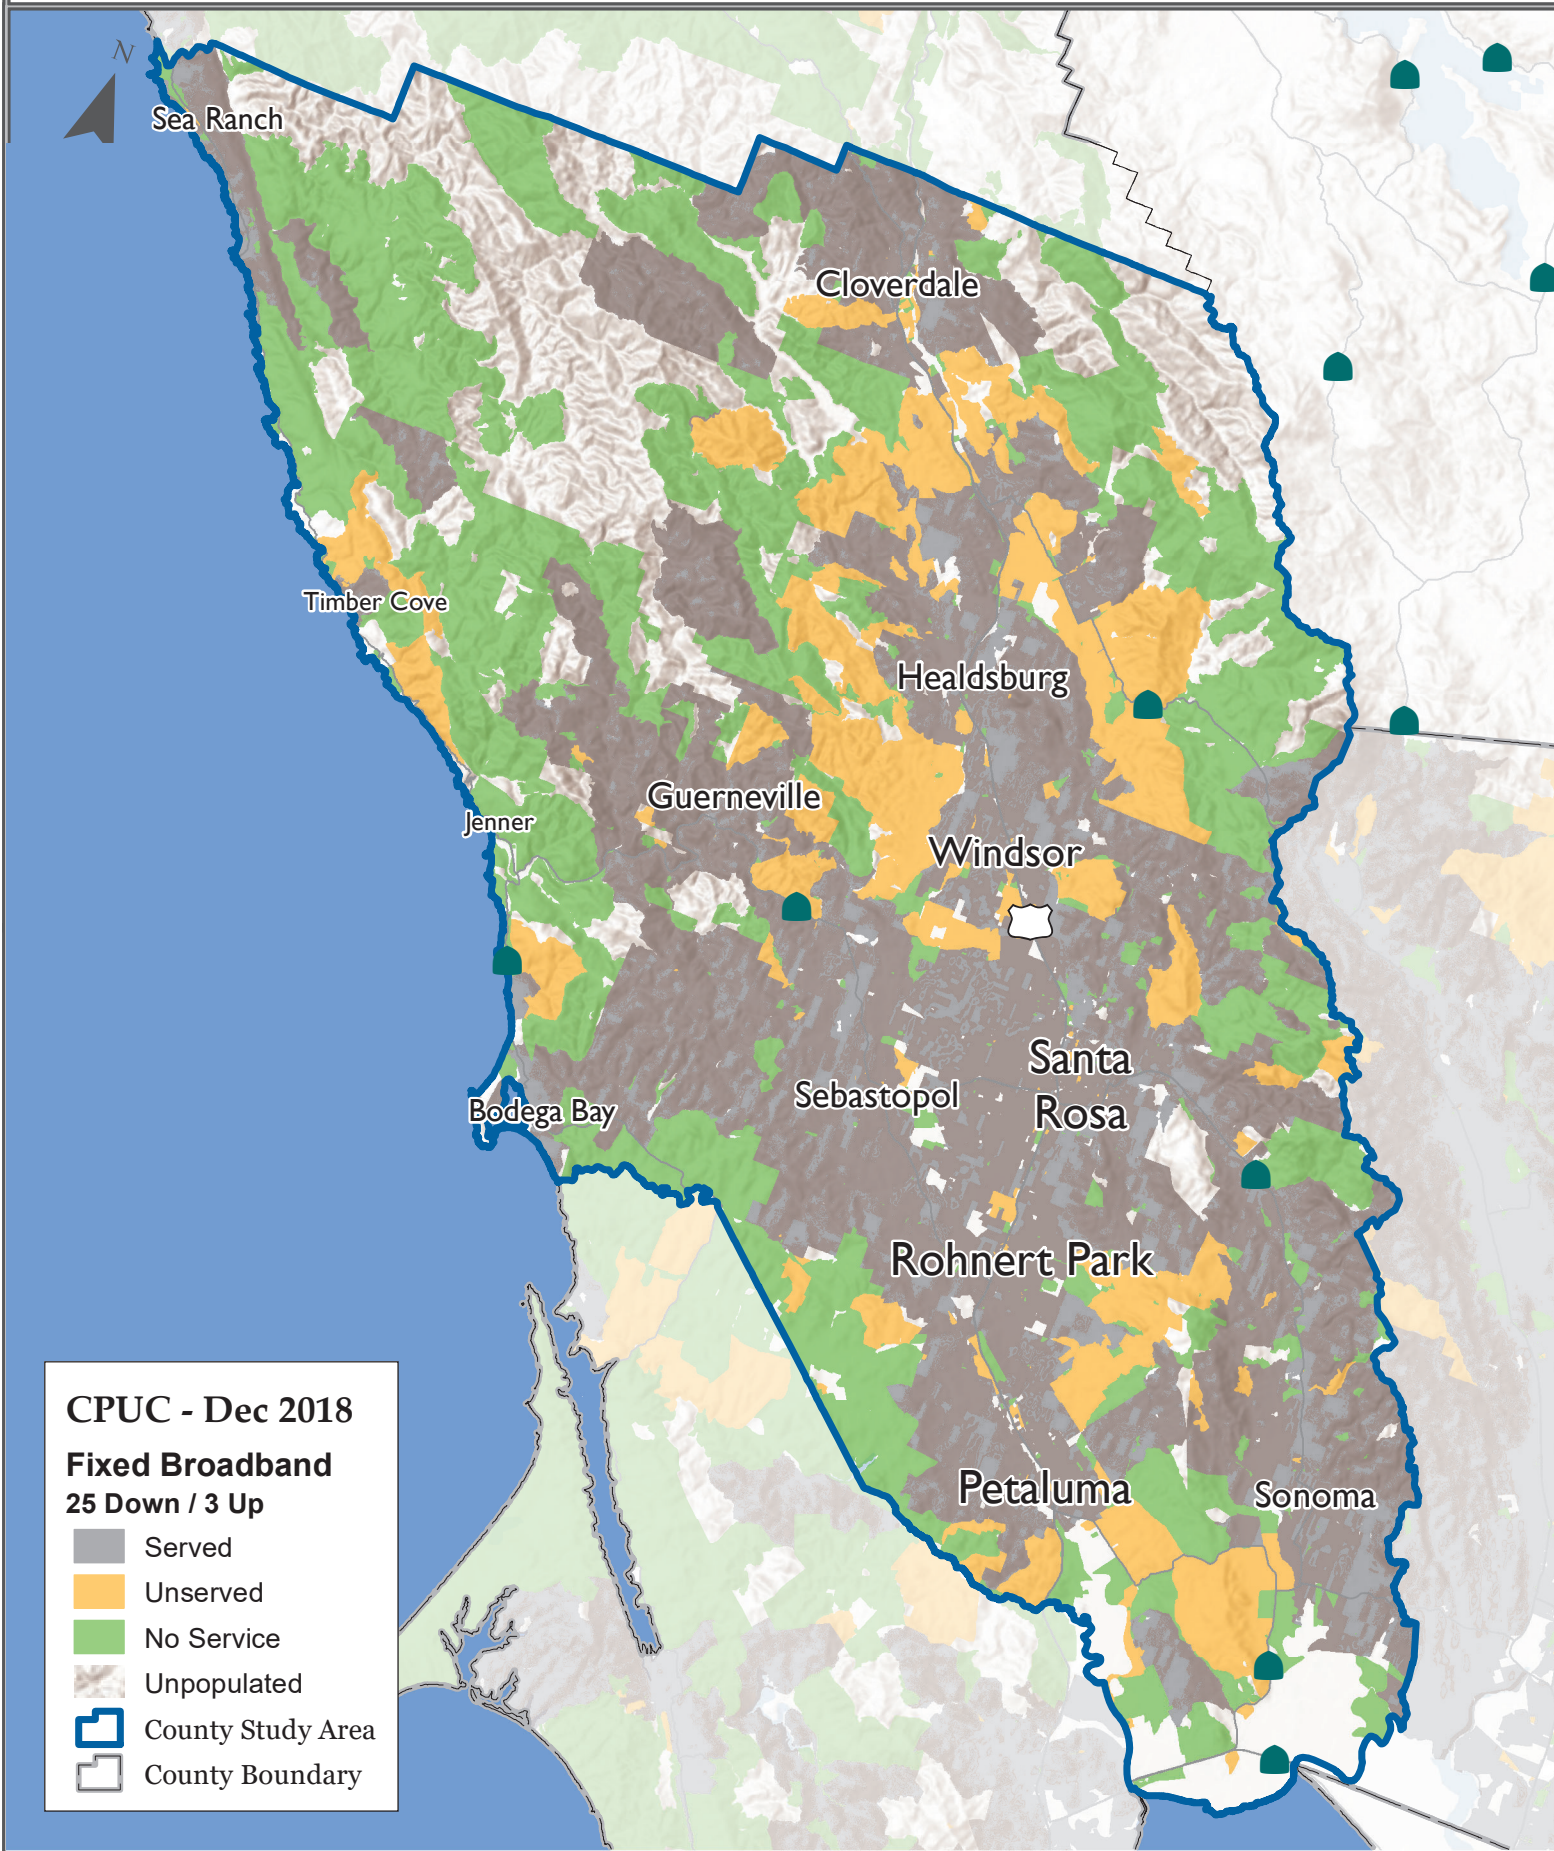 N
Sea Ranch
Cloverdale
Timber Cove
Healdsburg
Guerneville
Jenner
Windsor
Santa
Rosa
Sebastopol
Bodega Bay
Rohnert Park
Petaluma
Sonoma
CPUC - Dec 2018
Fixed Broadband
25 Down / 3 Up
Served
Unserved
No Service
Unpopulated
County Study Area
County Boundary